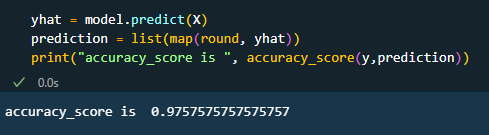 yhat = model.predict(X)
prediction = list(map(round, yhat))
print("accuracy_score is ", accuracy_score(y,prediction))
0.0s
accuracy_score is  0.9757575757575757